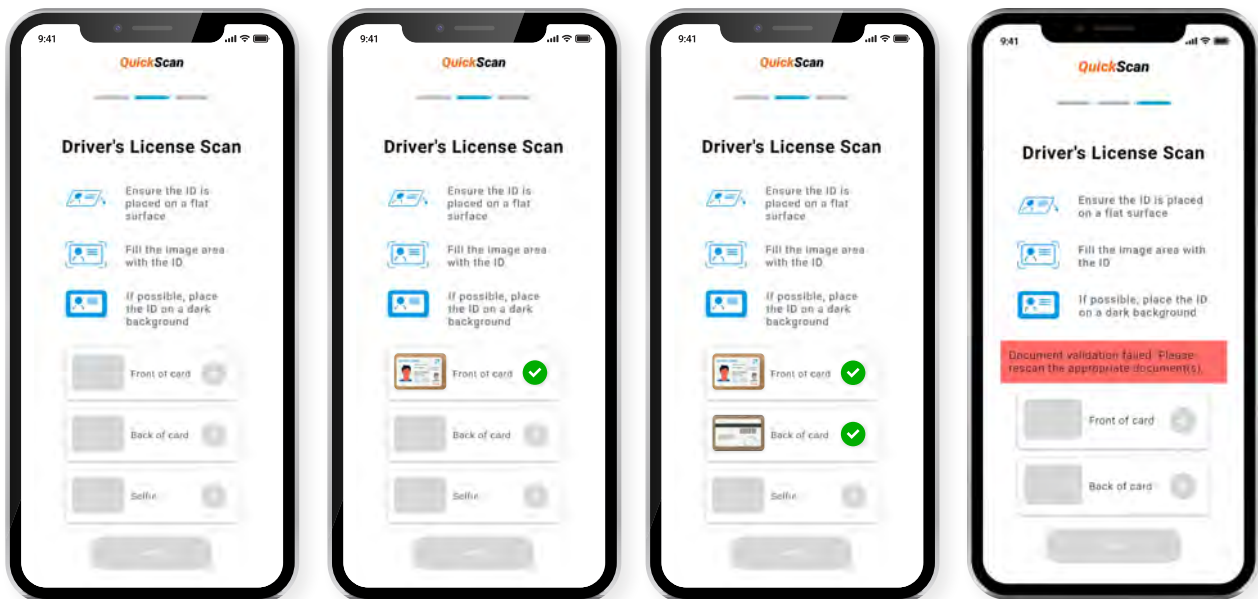 9:41
QuickScan
Driver's License Scan
Ensure the ID is
placed on a flat
surface
Fill the image area
with the ID
If possible, place
the ID on a dark
background
Front of card
Back of card
Selfie
9:41
QuickScan
Driver's License Scan
Ensure the ID is
placed on a flat
surface
Fill the image area
with the ID
If possible, place
the ID on a dark
background
Front of card
Back of card
Selfie
9:41
QuickScan
Driver's License Scan
Ensure the ID is
placed on a flat
surface
Fill the image area
with the ID
If possible, place
the ID on a dark
background
Front of card
Back of card
Selfie
9:41
QuickScan
Driver's License Scan
Ensure the ID is placed
on a flat surface
Fill the image area with
the ID
If possible, place the ID
on a dark background
Document validation failed. Please
rescan the appropriate document(s).
Front of card
Back of card